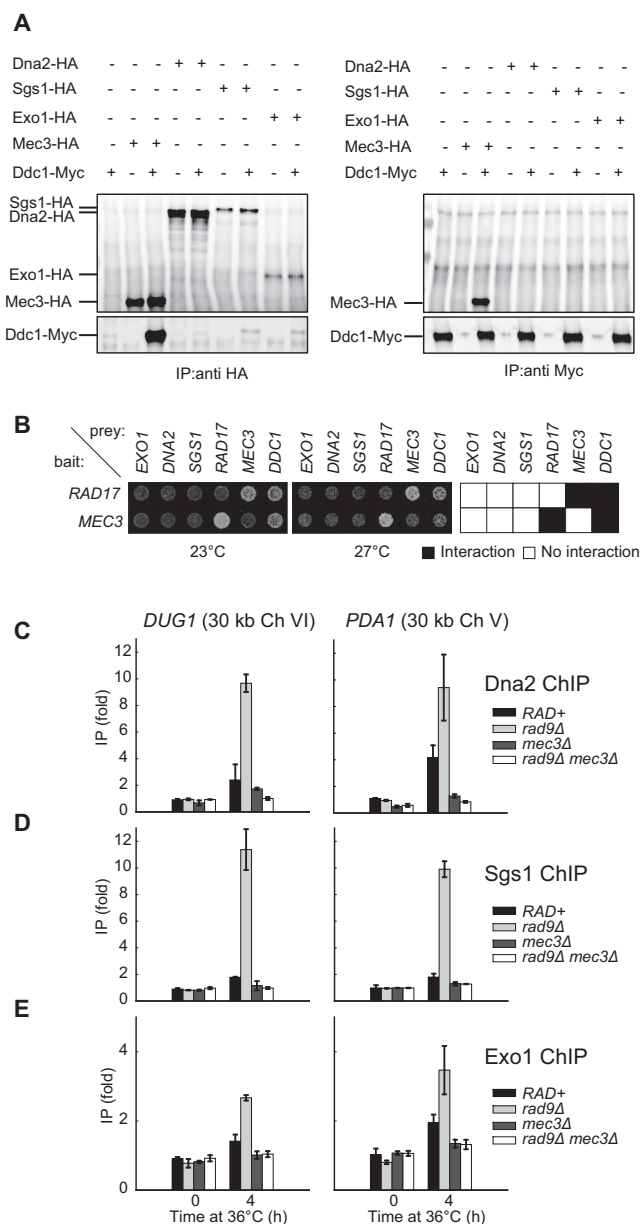 A
Dna2-HA - - - + + - - - -
Sgs1-HA - - - - - + + - -
Exo1-HA - - - - - - - + +
Mec3-HA - + + - - - - - -
Ddc1-Myc + - + - + - + - +
Sgs1-HA
Dna2-HA
Exo1-HA
Mec3-HA
Ddc1-Myc
IP:anti HA
Dna2-HA - - - + + - - - -
Sgs1-HA - - - - - + + - -
Exo1-HA - - - - - - - + +
Mec3-HA - + + - - - - - -
Ddc1-Myc + - + - + - + - +
Mec3-HA
Ddc1-Myc
IP:anti Myc
B
prey: EXO1 DNA2 SGS1 RAD17 MEC3 DDC1 EXO1 DNA2 SGS1 RAD17 MEC3 DDC1 EXO1 DNA2 SGS1 RAD17 MEC3 DDC1
bait:
RAD17
MEC3
23°C 27°C Interaction No interaction
C
DUG1 (30 kb Ch VI) PDA1 (30 kb Ch V)
IP (fold)
12
10
8
6
4
2
0
Dna2 ChIP
RAD+
rad9Δ
mec3Δ
rad9Δ mec3Δ
D
IP (fold)
12
10
8
6
4
2
0
Sgs1 ChIP
RAD+
rad9Δ
mec3Δ
rad9Δ mec3Δ
E
IP (fold)
4
2
0
Exo1 ChIP
RAD+
rad9Δ
mec3Δ
rad9Δ mec3Δ
0 4 0 4
Time at 36°C (h) Time at 36°C (h)